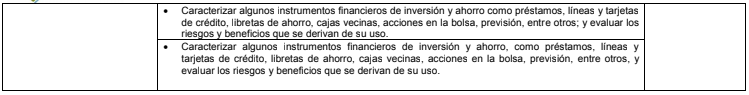 • Caracterizar algunos instrumentos financieros de inversión y ahorro como préstamos, líneas y tarjetas
de crédito, libretas de ahorro, cajas vecinas, acciones en la bolsa, previsión, entre otros; y evaluar los
riesgos y beneficios que se derivan de su uso.
• Caracterizar algunos instrumentos financieros de inversión y ahorro, como préstamos, líneas y
tarjetas de crédito, libretas de ahorro, cajas vecinas, acciones en la bolsa, previsión, entre otros, y
evaluar los riesgos y beneficios que se derivan de su uso.